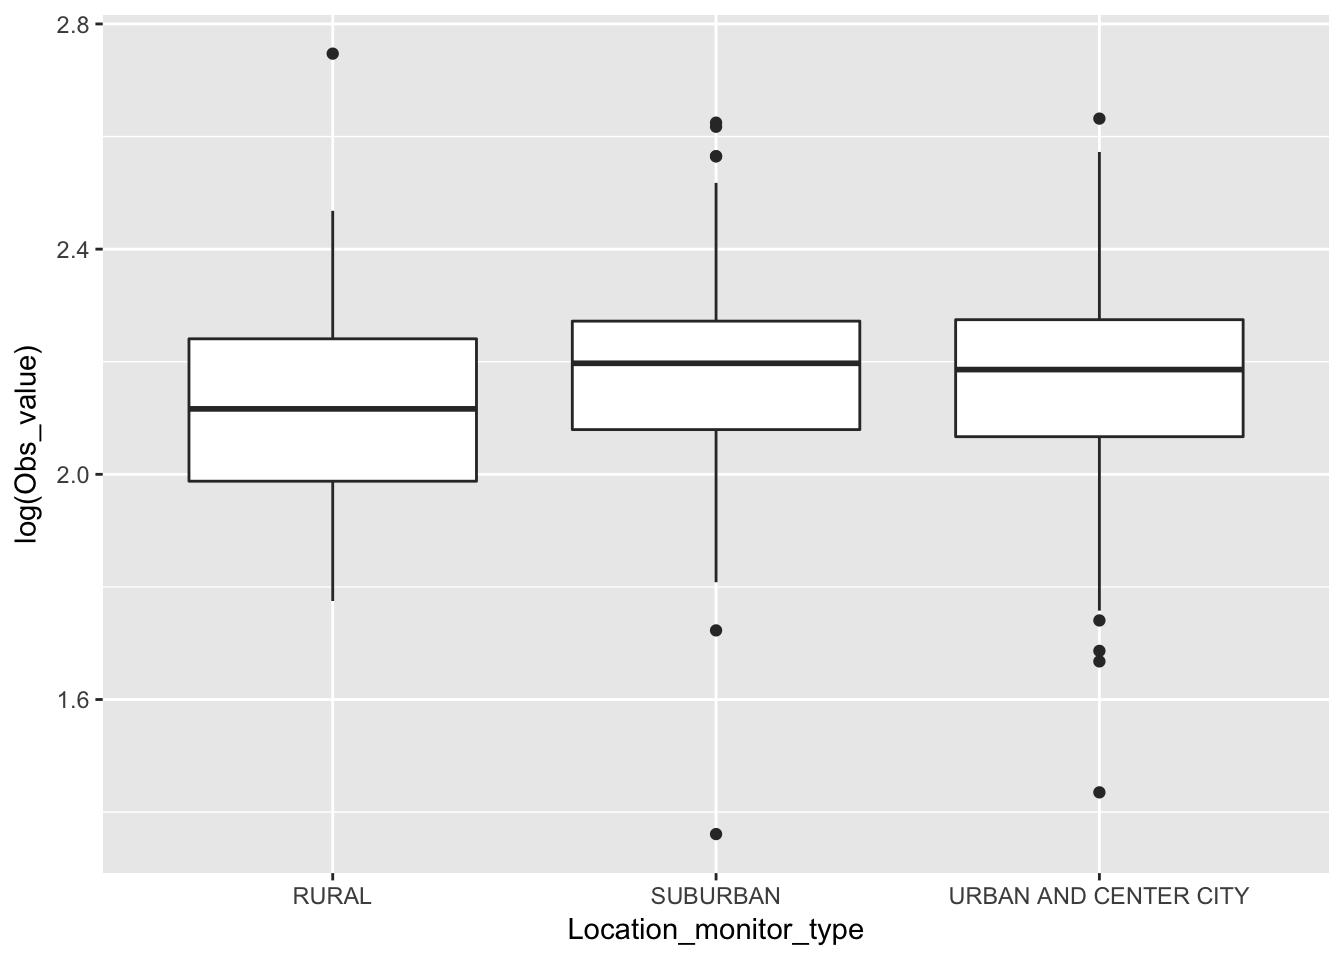 2.8
2.4
2.0
1.6
log(Obs_value)
RURAL SUBURBAN URBAN AND CENTER CITY
Location_monitor_type